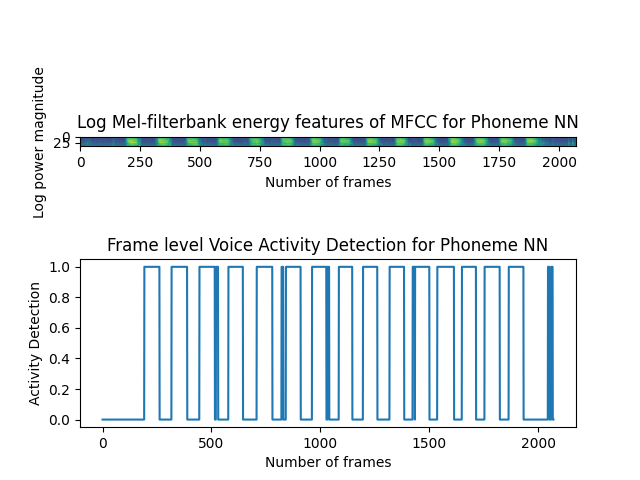 Log Mel-filterbank energy features of MFCC for Phoneme NN
Log power magnitude
0
25
0 250 500 750 1000 1250 1500 1750 2000
Number of frames
Frame level Voice Activity Detection for Phoneme NN
Activity Detection
1.0
0.8
0.6
0.4
0.2
0.0
0 500 1000 1500 2000
Number of frames